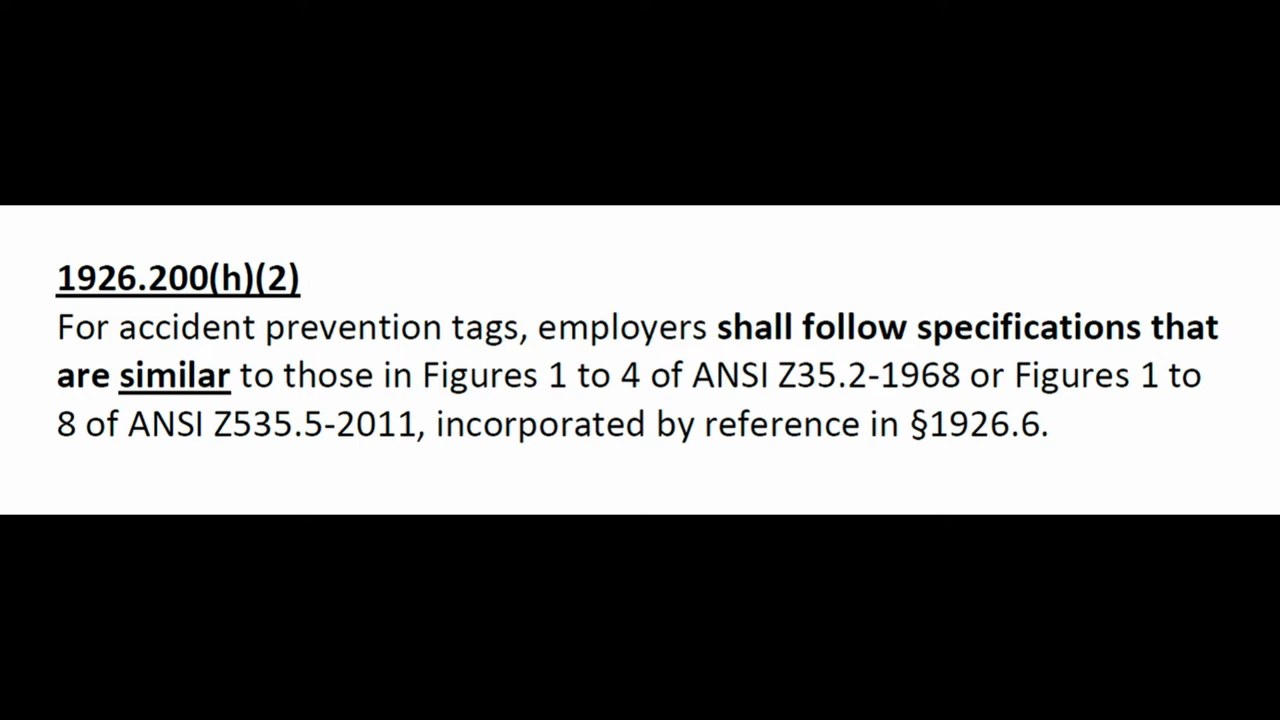 1926.200(h)(2)
For accident prevention tags, employers shall follow specifications that
are similar to those in Figures 1 to 4 of ANSI Z35.2-1968 or Figures 1 to
8 of ANSI Z535.5-2011, incorporated by reference in §1926.6.